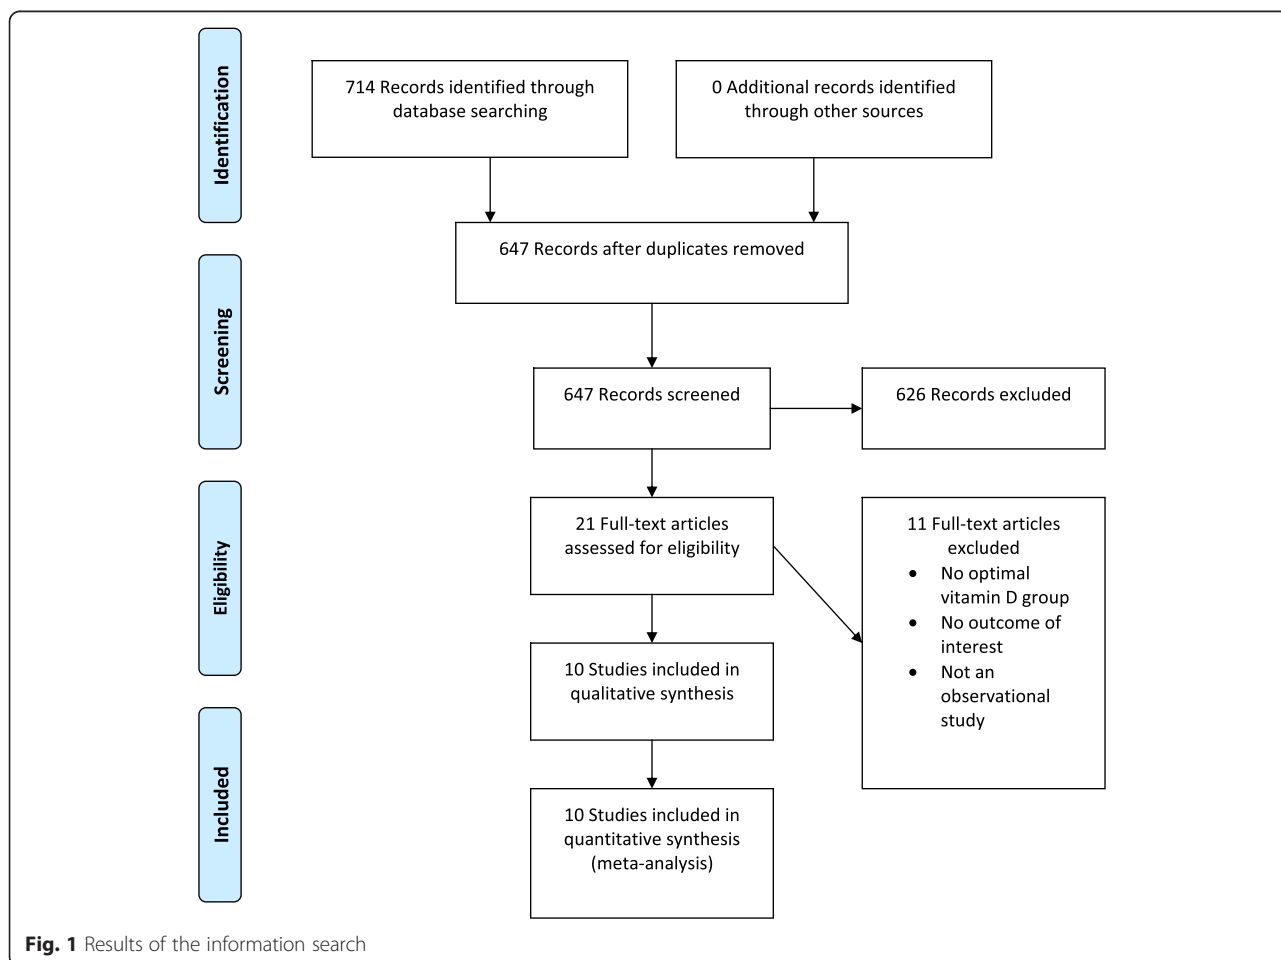 Identification
714 Records identified through
database searching
0 Additional records identified
through other sources
647 Records after duplicates removed
Screening
647 Records screened
626 Records excluded
Eligibility
21 Full-text articles
assessed for eligibility
11 Full-text articles
excluded
• No optimal
vitamin D group
• No outcome of
interest
• Not an
observational
study
10 Studies included in
qualitative synthesis
Included
10 Studies included in
quantitative synthesis
(meta-analysis)
Fig. 1 Results of the information search